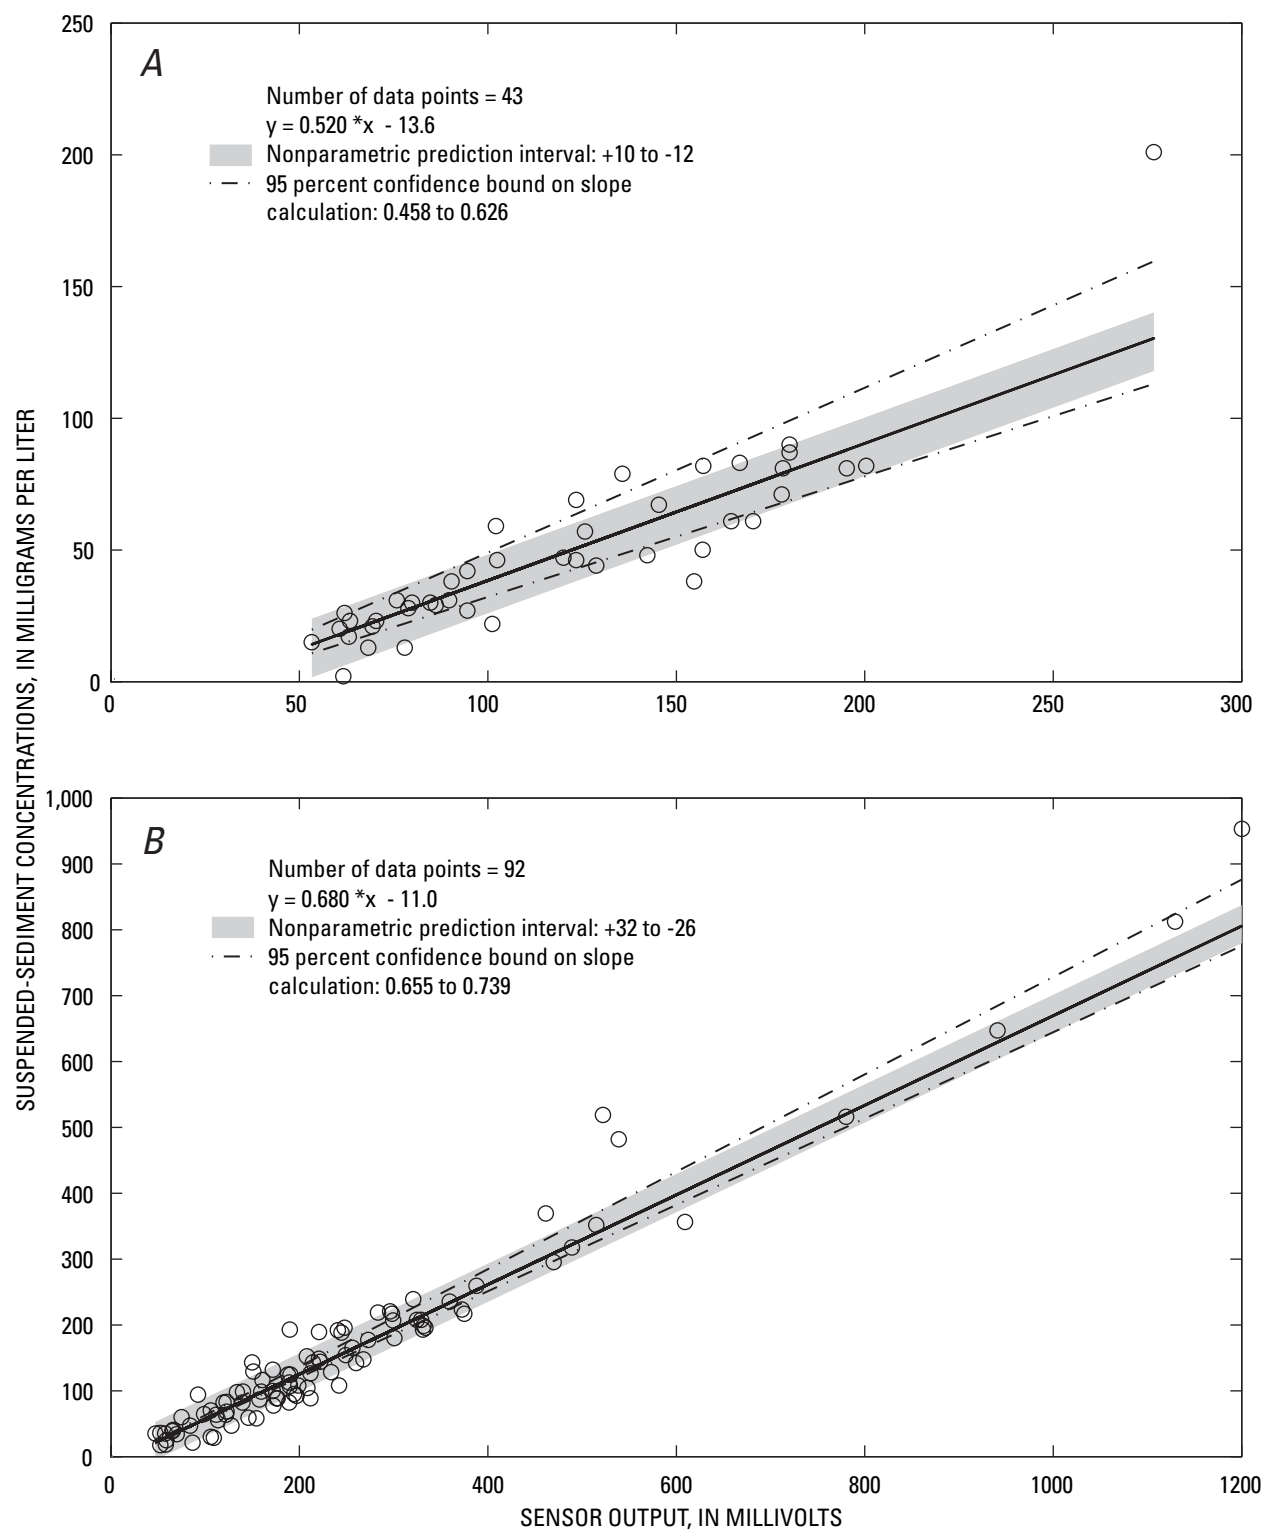 SUSPENDED-SEDIMENT CONCENTRATIONS, IN MILLIGRAMS PER LITER
A
Number of data points = 43
y = 0.520 *x - 13.6
Nonparametric prediction interval: +10 to -12
95 percent confidence bound on slope
calculation: 0.458 to 0.626
250
200
150
100
50
0
0 50 100 150 200 250 300
B
Number of data points = 92
y = 0.680 *x - 11.0
Nonparametric prediction interval: +32 to -26
95 percent confidence bound on slope
calculation: 0.655 to 0.739
1,000
900
800
700
600
500
400
300
200
100
0
0 200 400 600 800 1000 1200
SENSOR OUTPUT, IN MILLIVOLTS